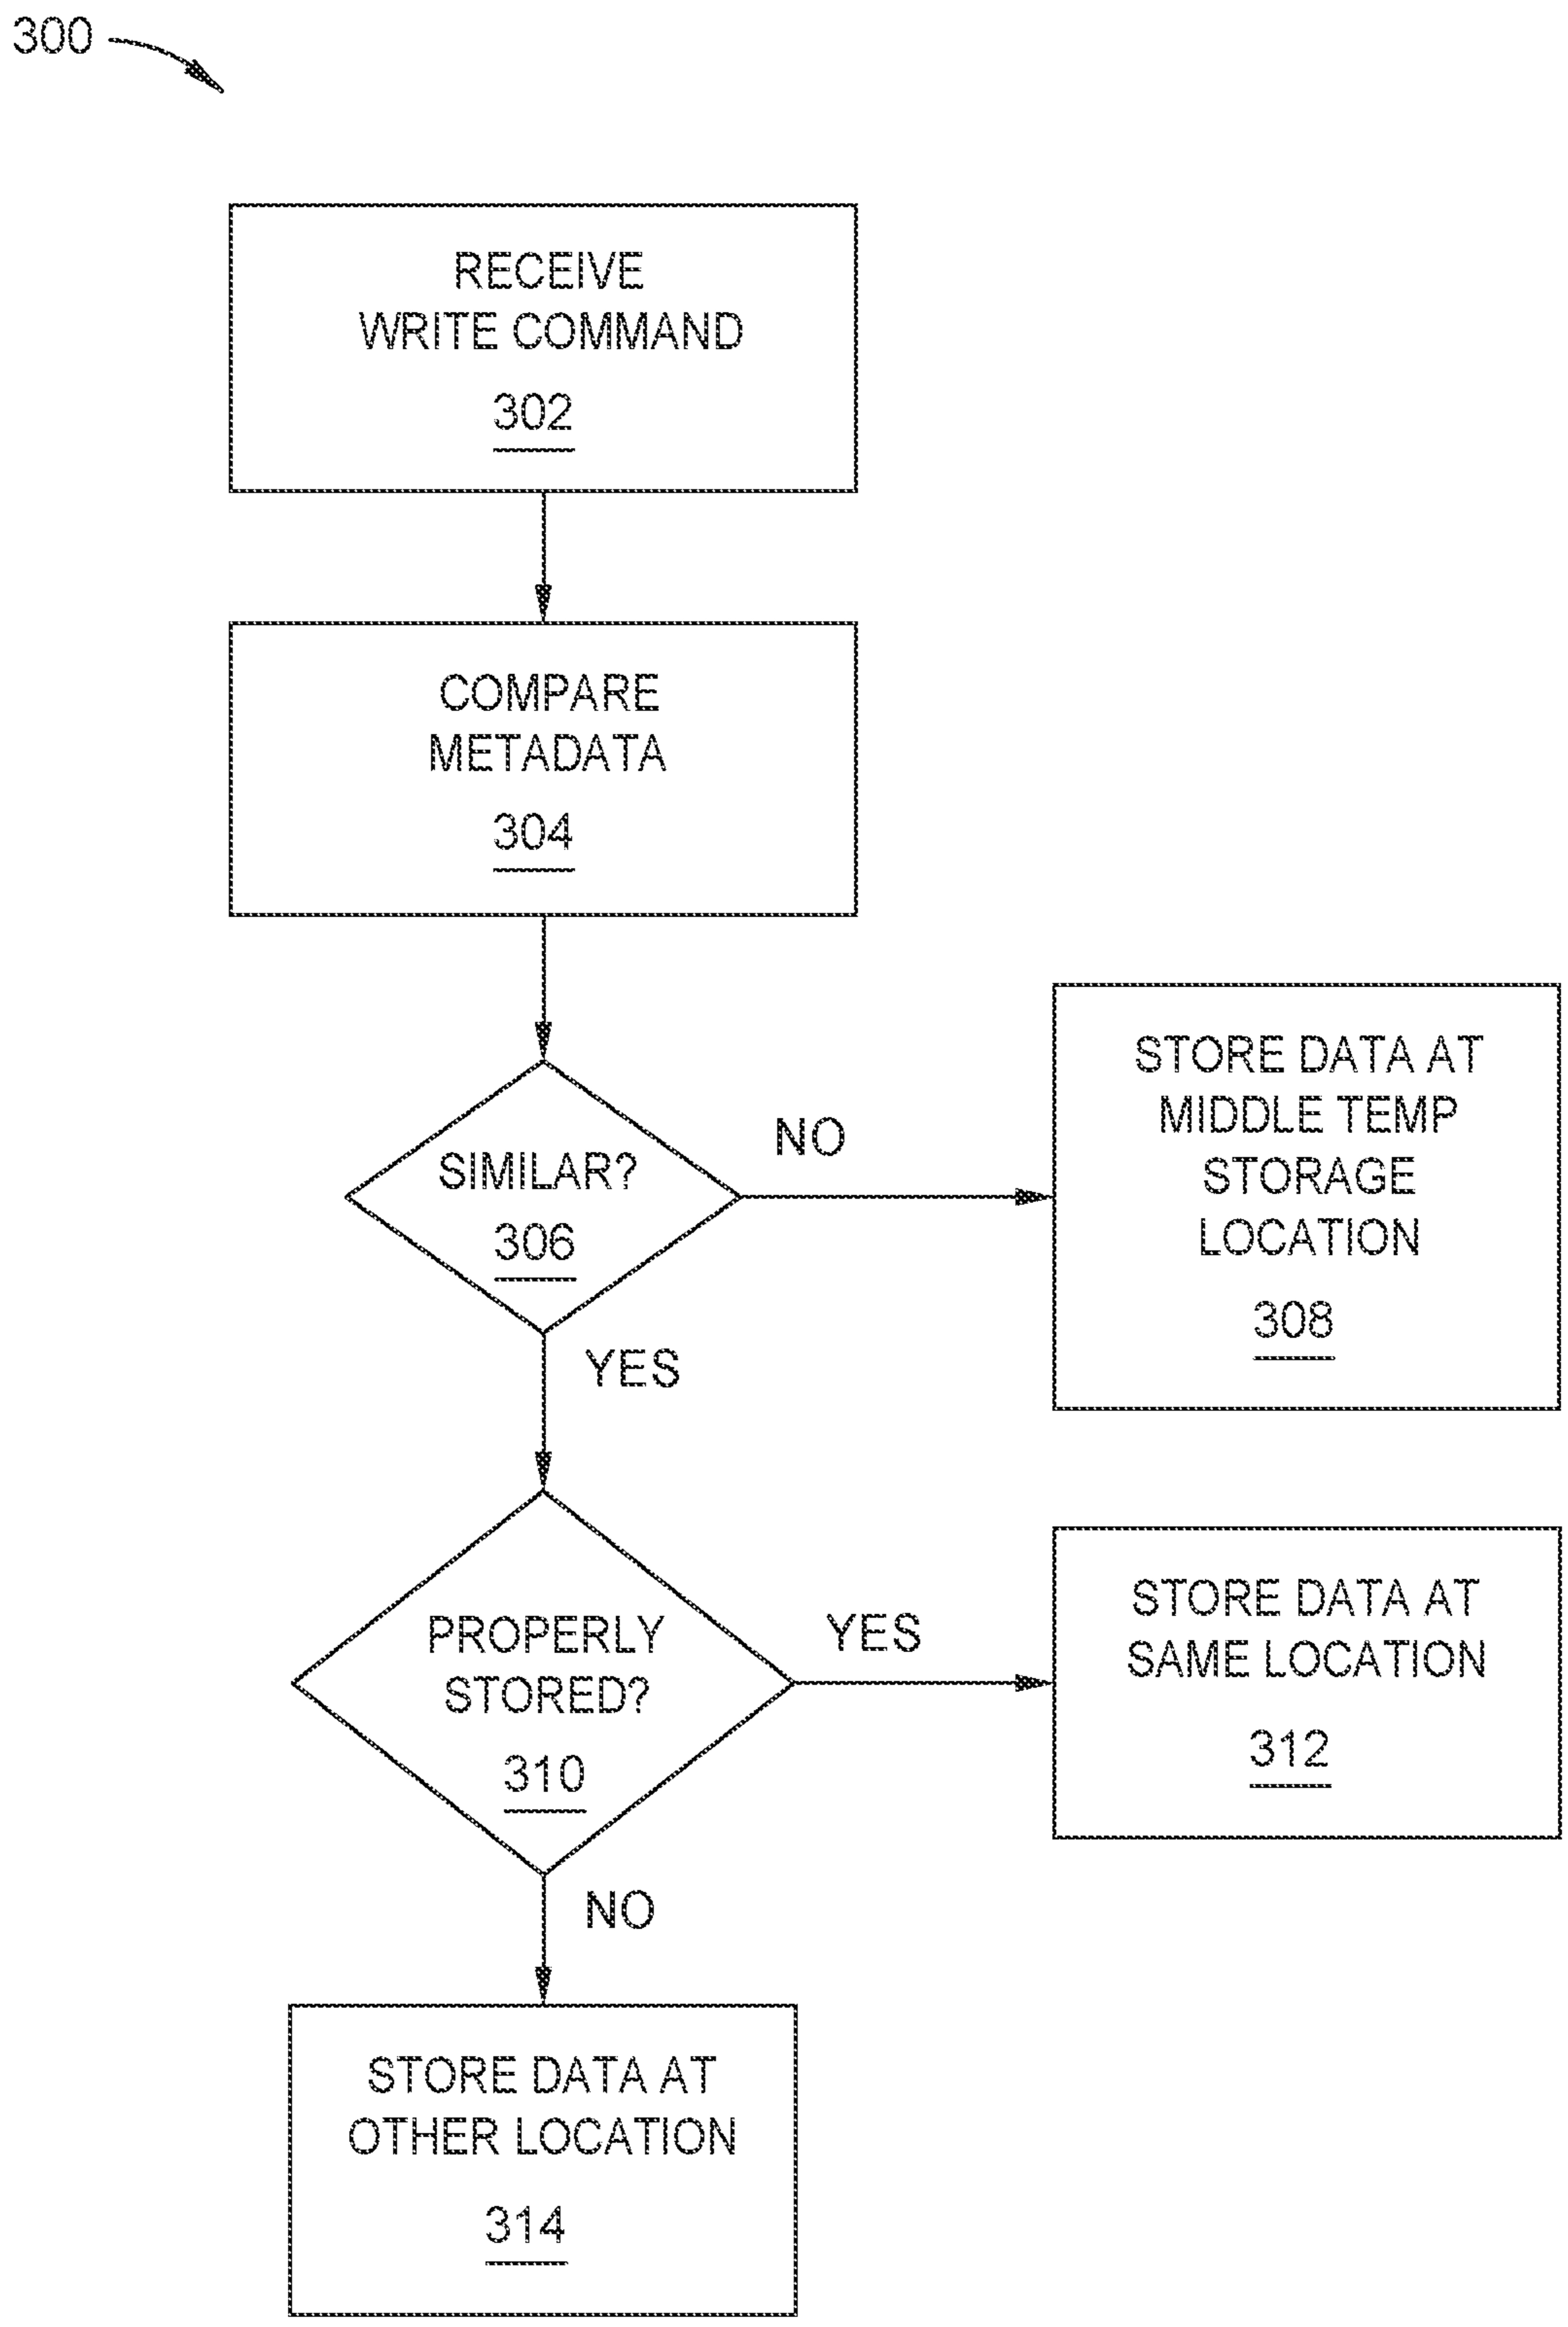 300
RECEIVE
WRITE COMMAND
302
COMPARE
METADATA
304
SIMILAR?
306
NO
STORE DATA AT
MIDDLE TEMP
STORAGE
LOCATION
308
YES
PROPERLY
STORED?
310
YES
STORE DATA AT
SAME LOCATION
312
NO
STORE DATA AT
OTHER LOCATION
314